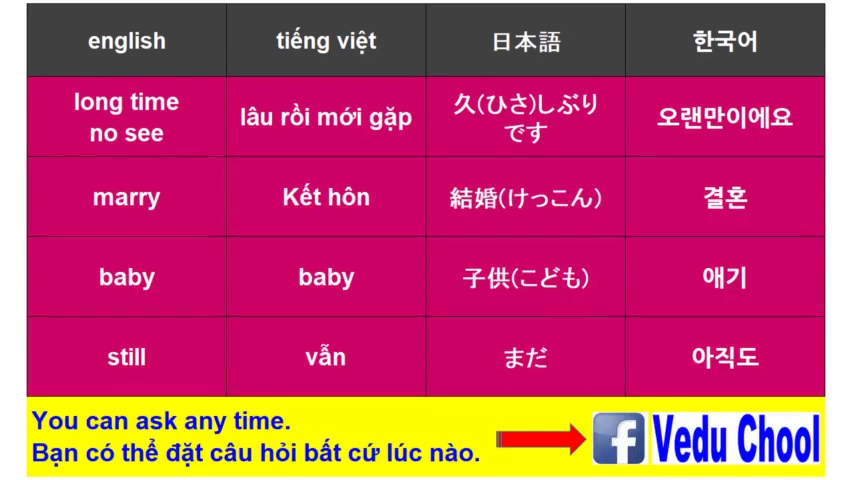 english tiếng việt 日本語 한국어
long time
no see
lâu rồi mới gặp
久(ひさ)しぶり
です
오랜만이에요
marry Kết hôn 結婚(けっこん) 결혼
baby baby 子供(こども) 애기
still vẫn まだ 아직도
You can ask any time.
Bạn có thể đặt câu hỏi bất cứ lúc nào.
f Vedu Chool